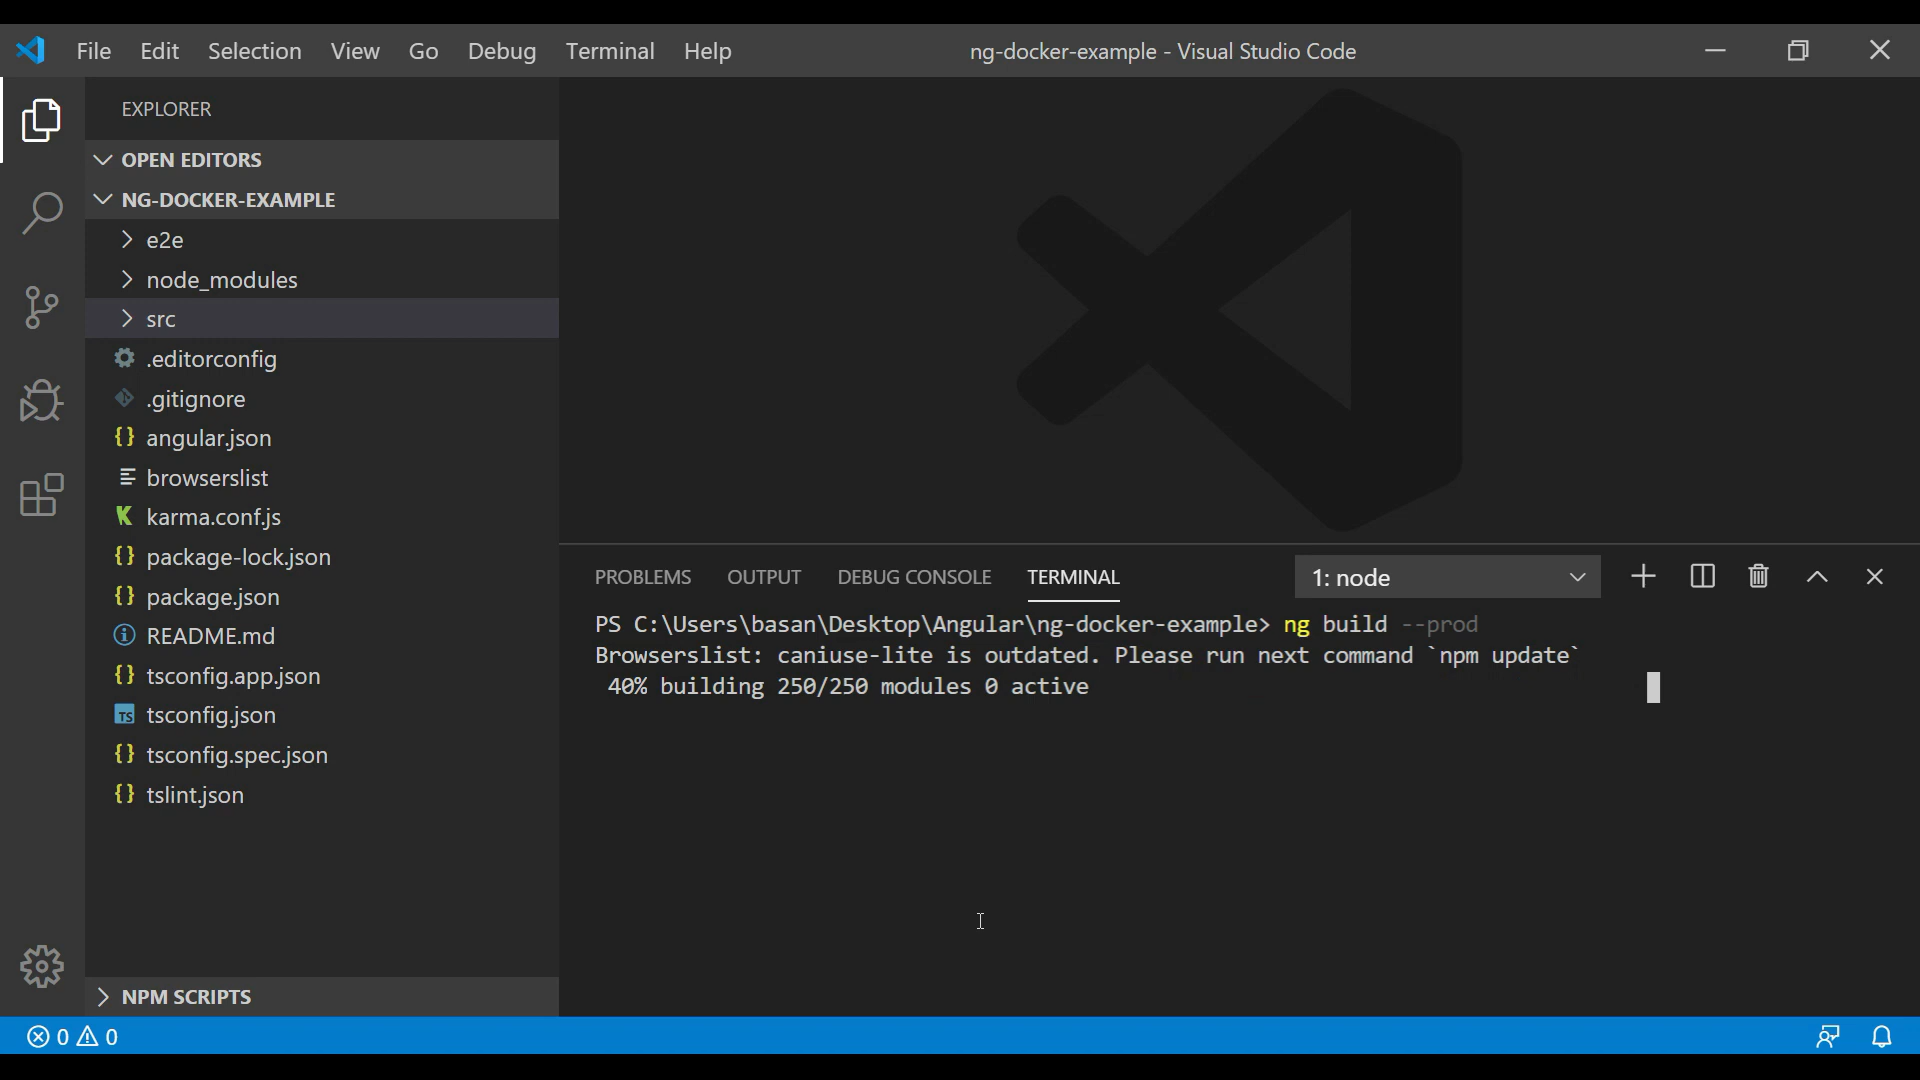 File Edit Selection View Go Debug Terminal Help
ng-docker-example - Visual Studio Code
EXPLORER
OPEN EDITORS
NG-DOCKER-EXAMPLE
e2e
node_modules
src
.editorconfig
.gitignore
{} angular.json
browserslist
K karma.conf.js
{} package-lock.json
{} package.json
README.md
{} tsconfig.app.json
TS tsconfig.json
{} tsconfig.spec.json
{} tslint.json
NPM SCRIPTS
PROBLEMS OUTPUT DEBUG CONSOLE TERMINAL
1: node
PS C:\Users\basan\Desktop\Angular\ng-docker-example> ng build --prod
Browserslist: caniuse-lite is outdated. Please run next command `npm update`
40% building 250/250 modules 0 active
0 0